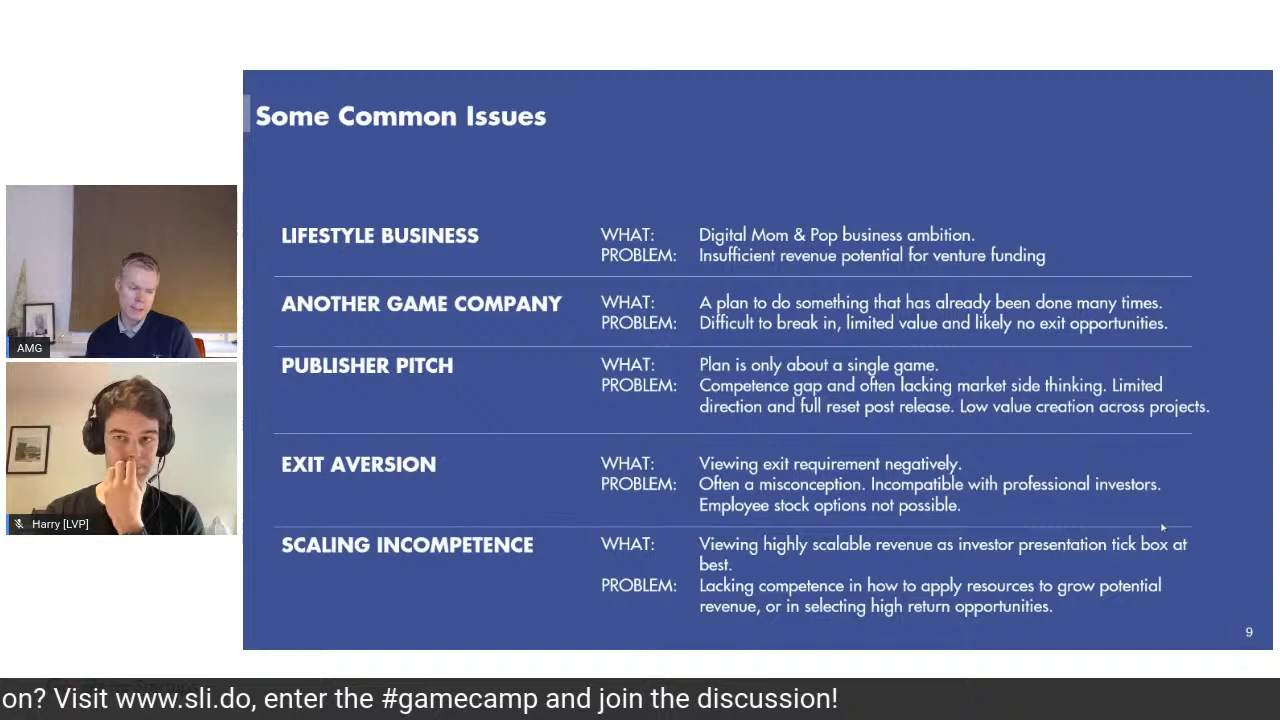 Some Common Issues
LIFESTYLE BUSINESS
WHAT: Digital Mom & Pop business ambition.
PROBLEM: Insufficient revenue potential for venture funding
ANOTHER GAME COMPANY
WHAT: A plan to do something that has already been done many times.
PROBLEM: Difficult to break in, limited value and likely no exit opportunities.
PUBLISHER PITCH
WHAT: Plan is only about a single game.
PROBLEM: Competence gap and often lacking market side thinking. Limited
direction and full reset post release. Low value creation across projects.
EXIT AVERSION
WHAT: Viewing exit requirement negatively.
PROBLEM: Often a misconception. Incompatible with professional investors.
Employee stock options not possible.
SCALING INCOMPETENCE
WHAT: Viewing highly scalable revenue as investor presentation tick box at
best.
PROBLEM: Lacking competence in how to apply resources to grow potential
revenue, or in selecting high return opportunities.
9
AMG
Harry [LVP]
on? Visit www.sli.do, enter the #gamecamp and join the discussion!